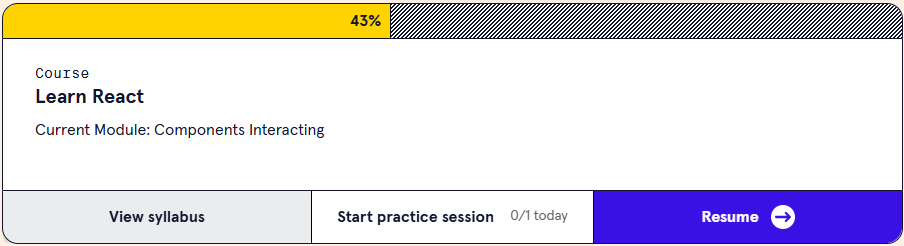 43%
Course
Learn React
Current Module: Components Interacting
View syllabus
Start practice session 0/1 today
Resume